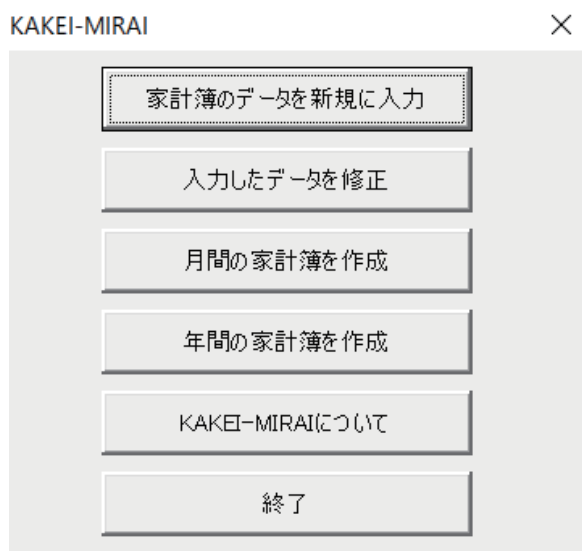 KAKEI-MIRAI
家計簿のデータを新規に入力
入力したデータを修正
月間の家計簿を作成
年間の家計簿を作成
KAKEI-MIRAIについて
終了